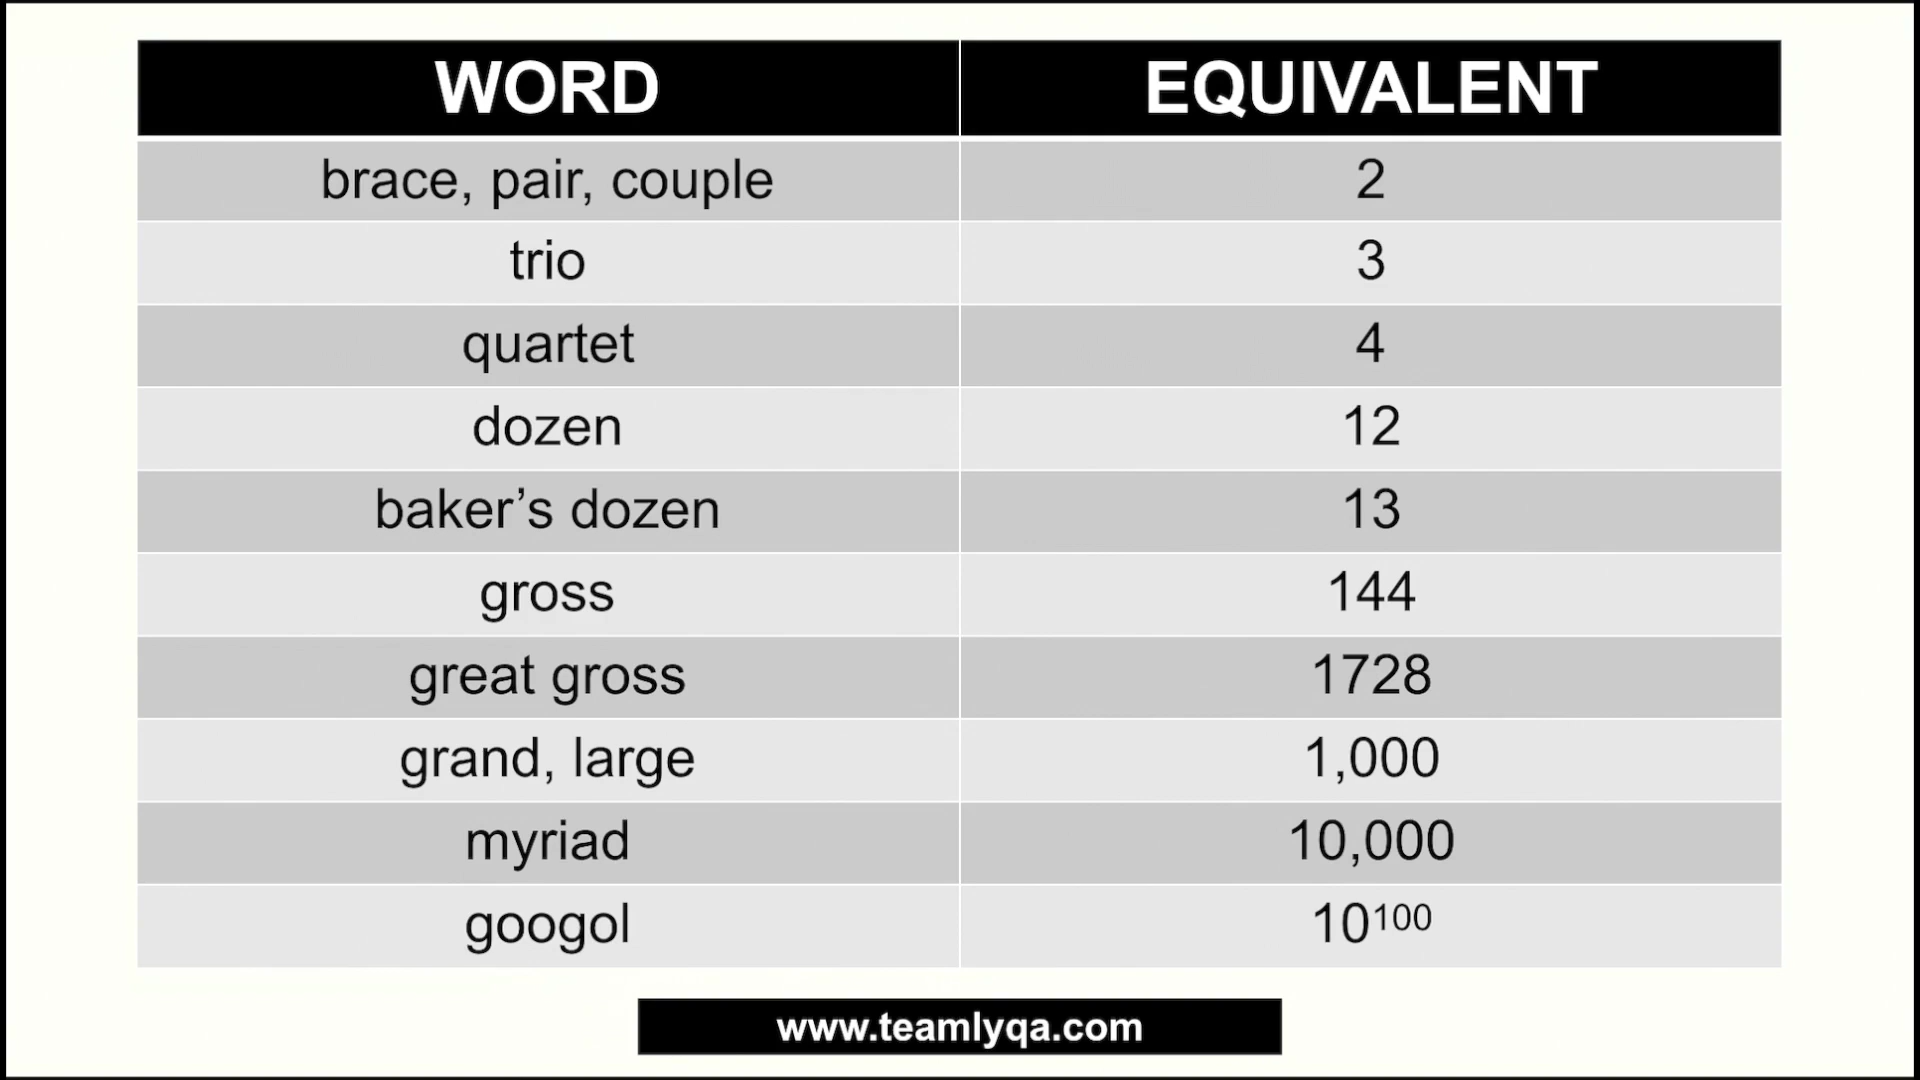 WORD EQUIVALENT
brace, pair, couple 2
trio 3
quartet 4
dozen 12
baker’s dozen 13
gross 144
great gross 1728
grand, large 1,000
myriad 10,000
googol 10¹⁰⁰
www.teamlyqa.com